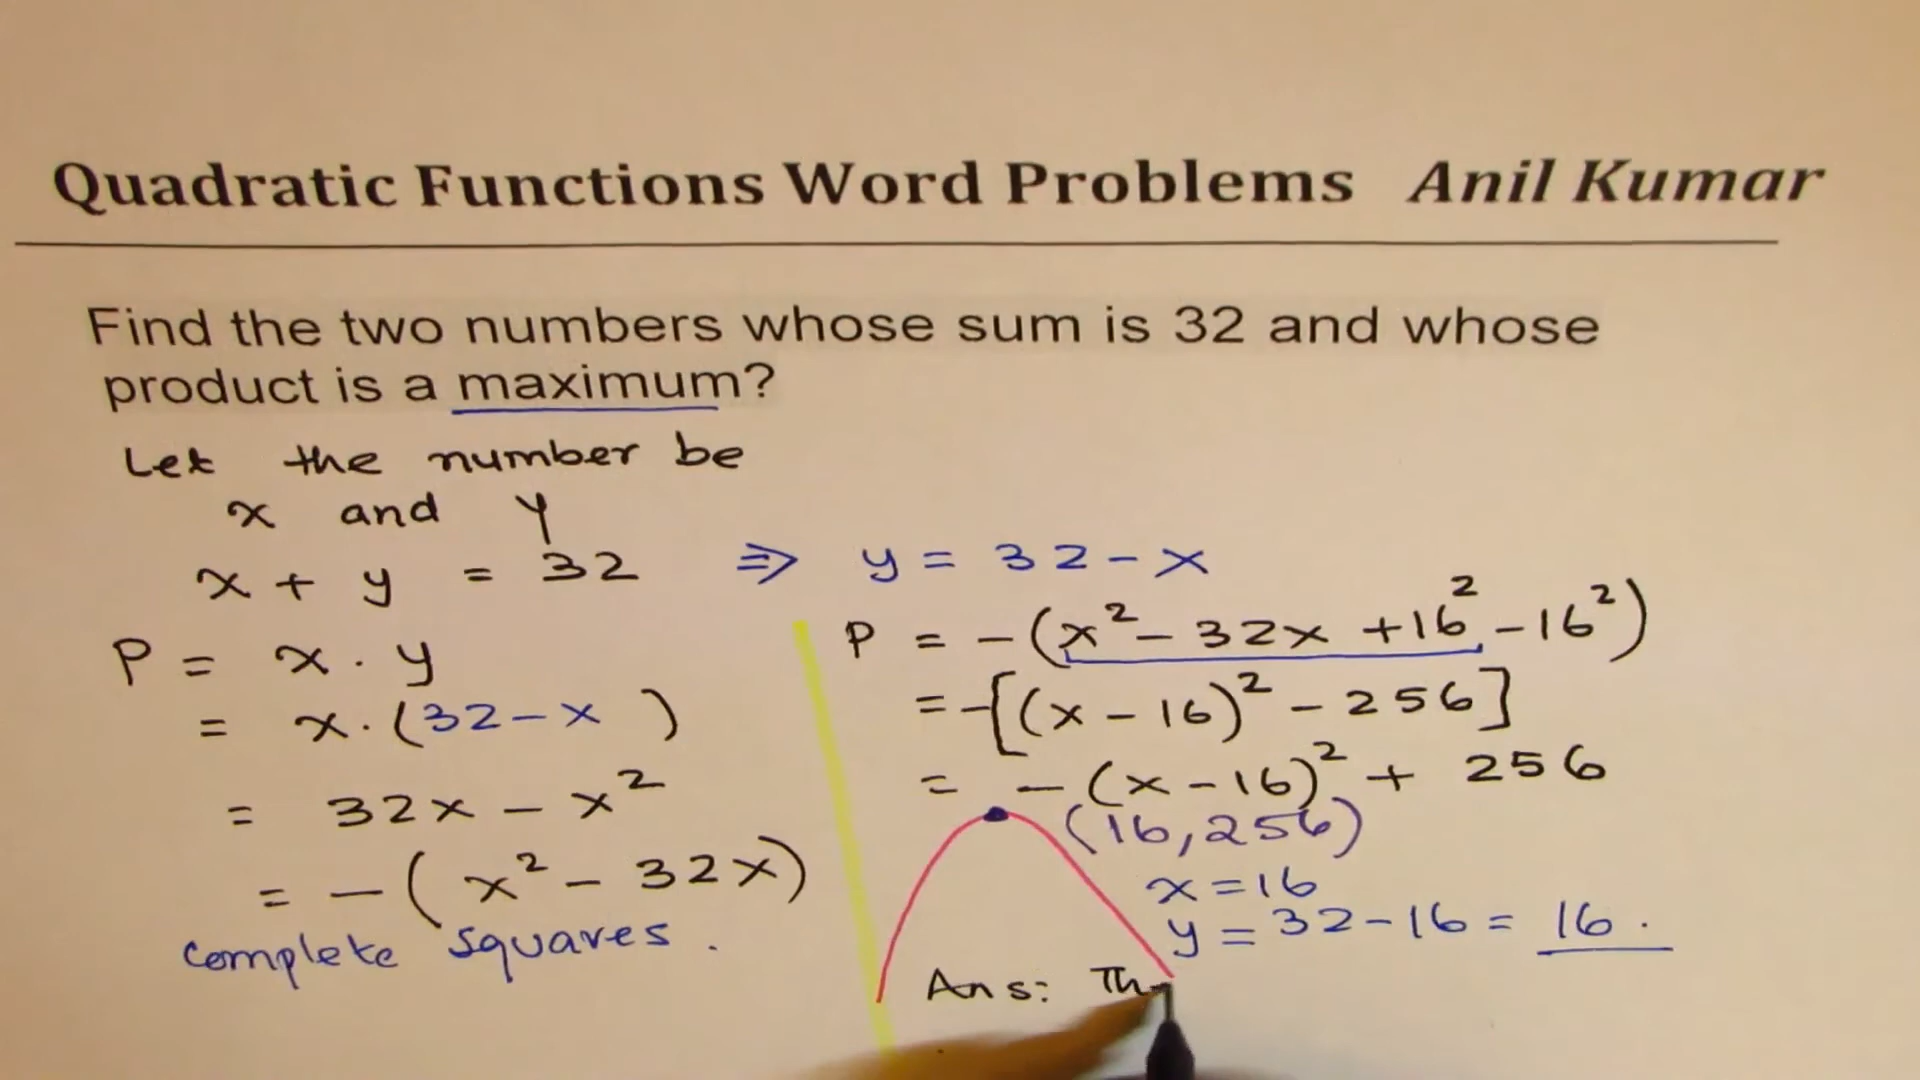 Quadratic Functions Word Problems Anil Kumar
Find the two numbers whose sum is 32 and whose
product is a maximum?
Let the number be
x and y
x + y = 32 ⇒ y = 32 - x
P = x . y
= x . (32 - x )
= 32x - x²
= - ( x² - 32x)
complete squares .
P = - (x² - 32x + 16² - 16²)
= -[(x - 16)² - 256]
= - (x - 16)² + 256
(16, 256)
x = 16
y = 32 - 16 = 16 .
Ans: Th